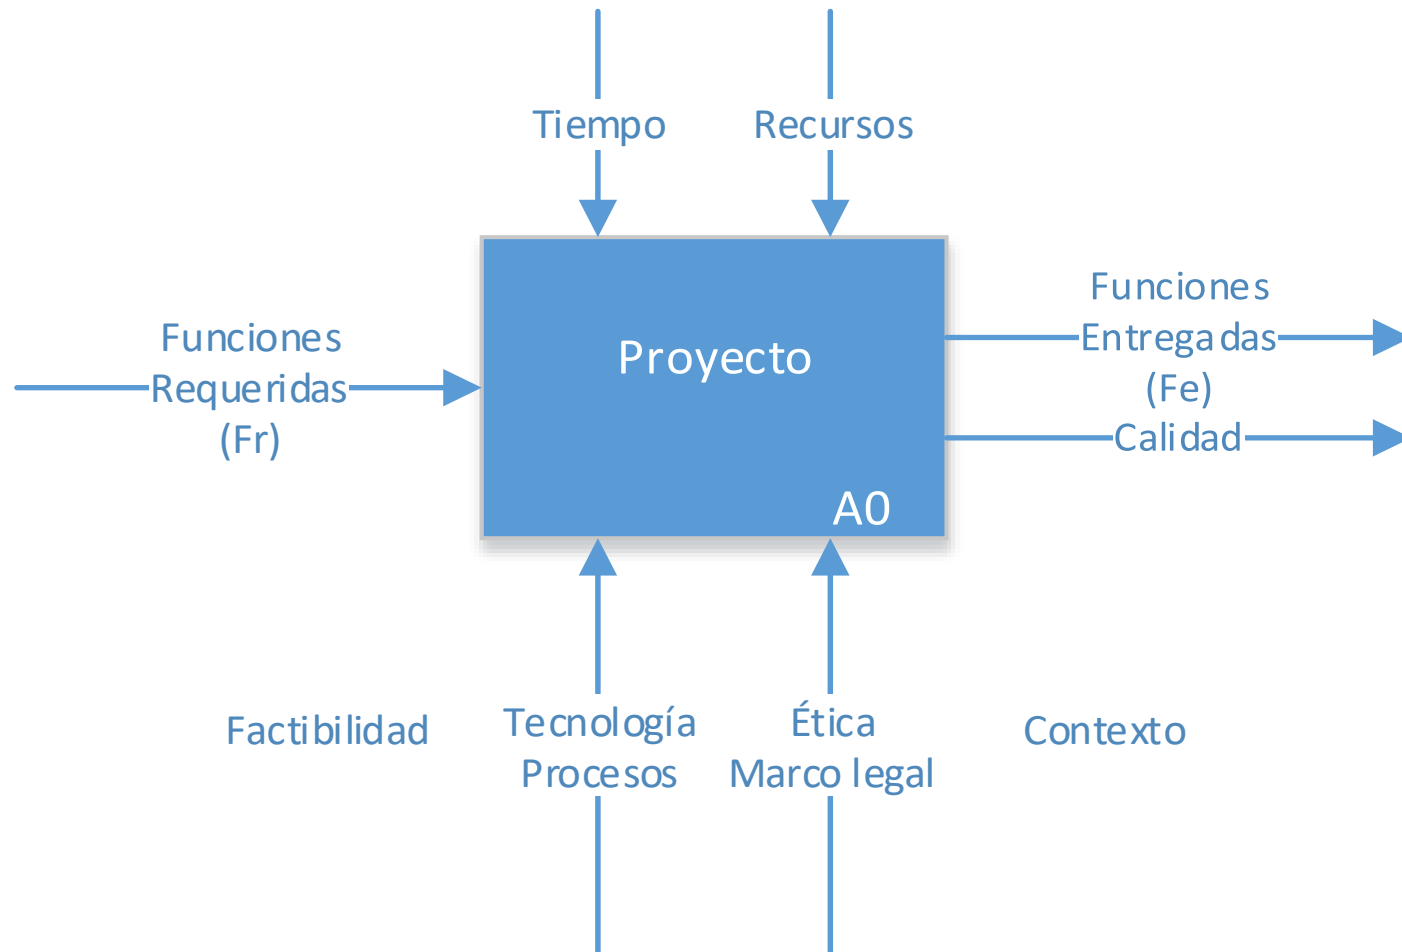 Tiempo
Recursos
Funciones
Requeridas
(Fr)
Proyecto
A0
Funciones
Entregadas
(Fe)
Calidad
Factibilidad
Tecnología
Procesos
Ética
Marco legal
Contexto